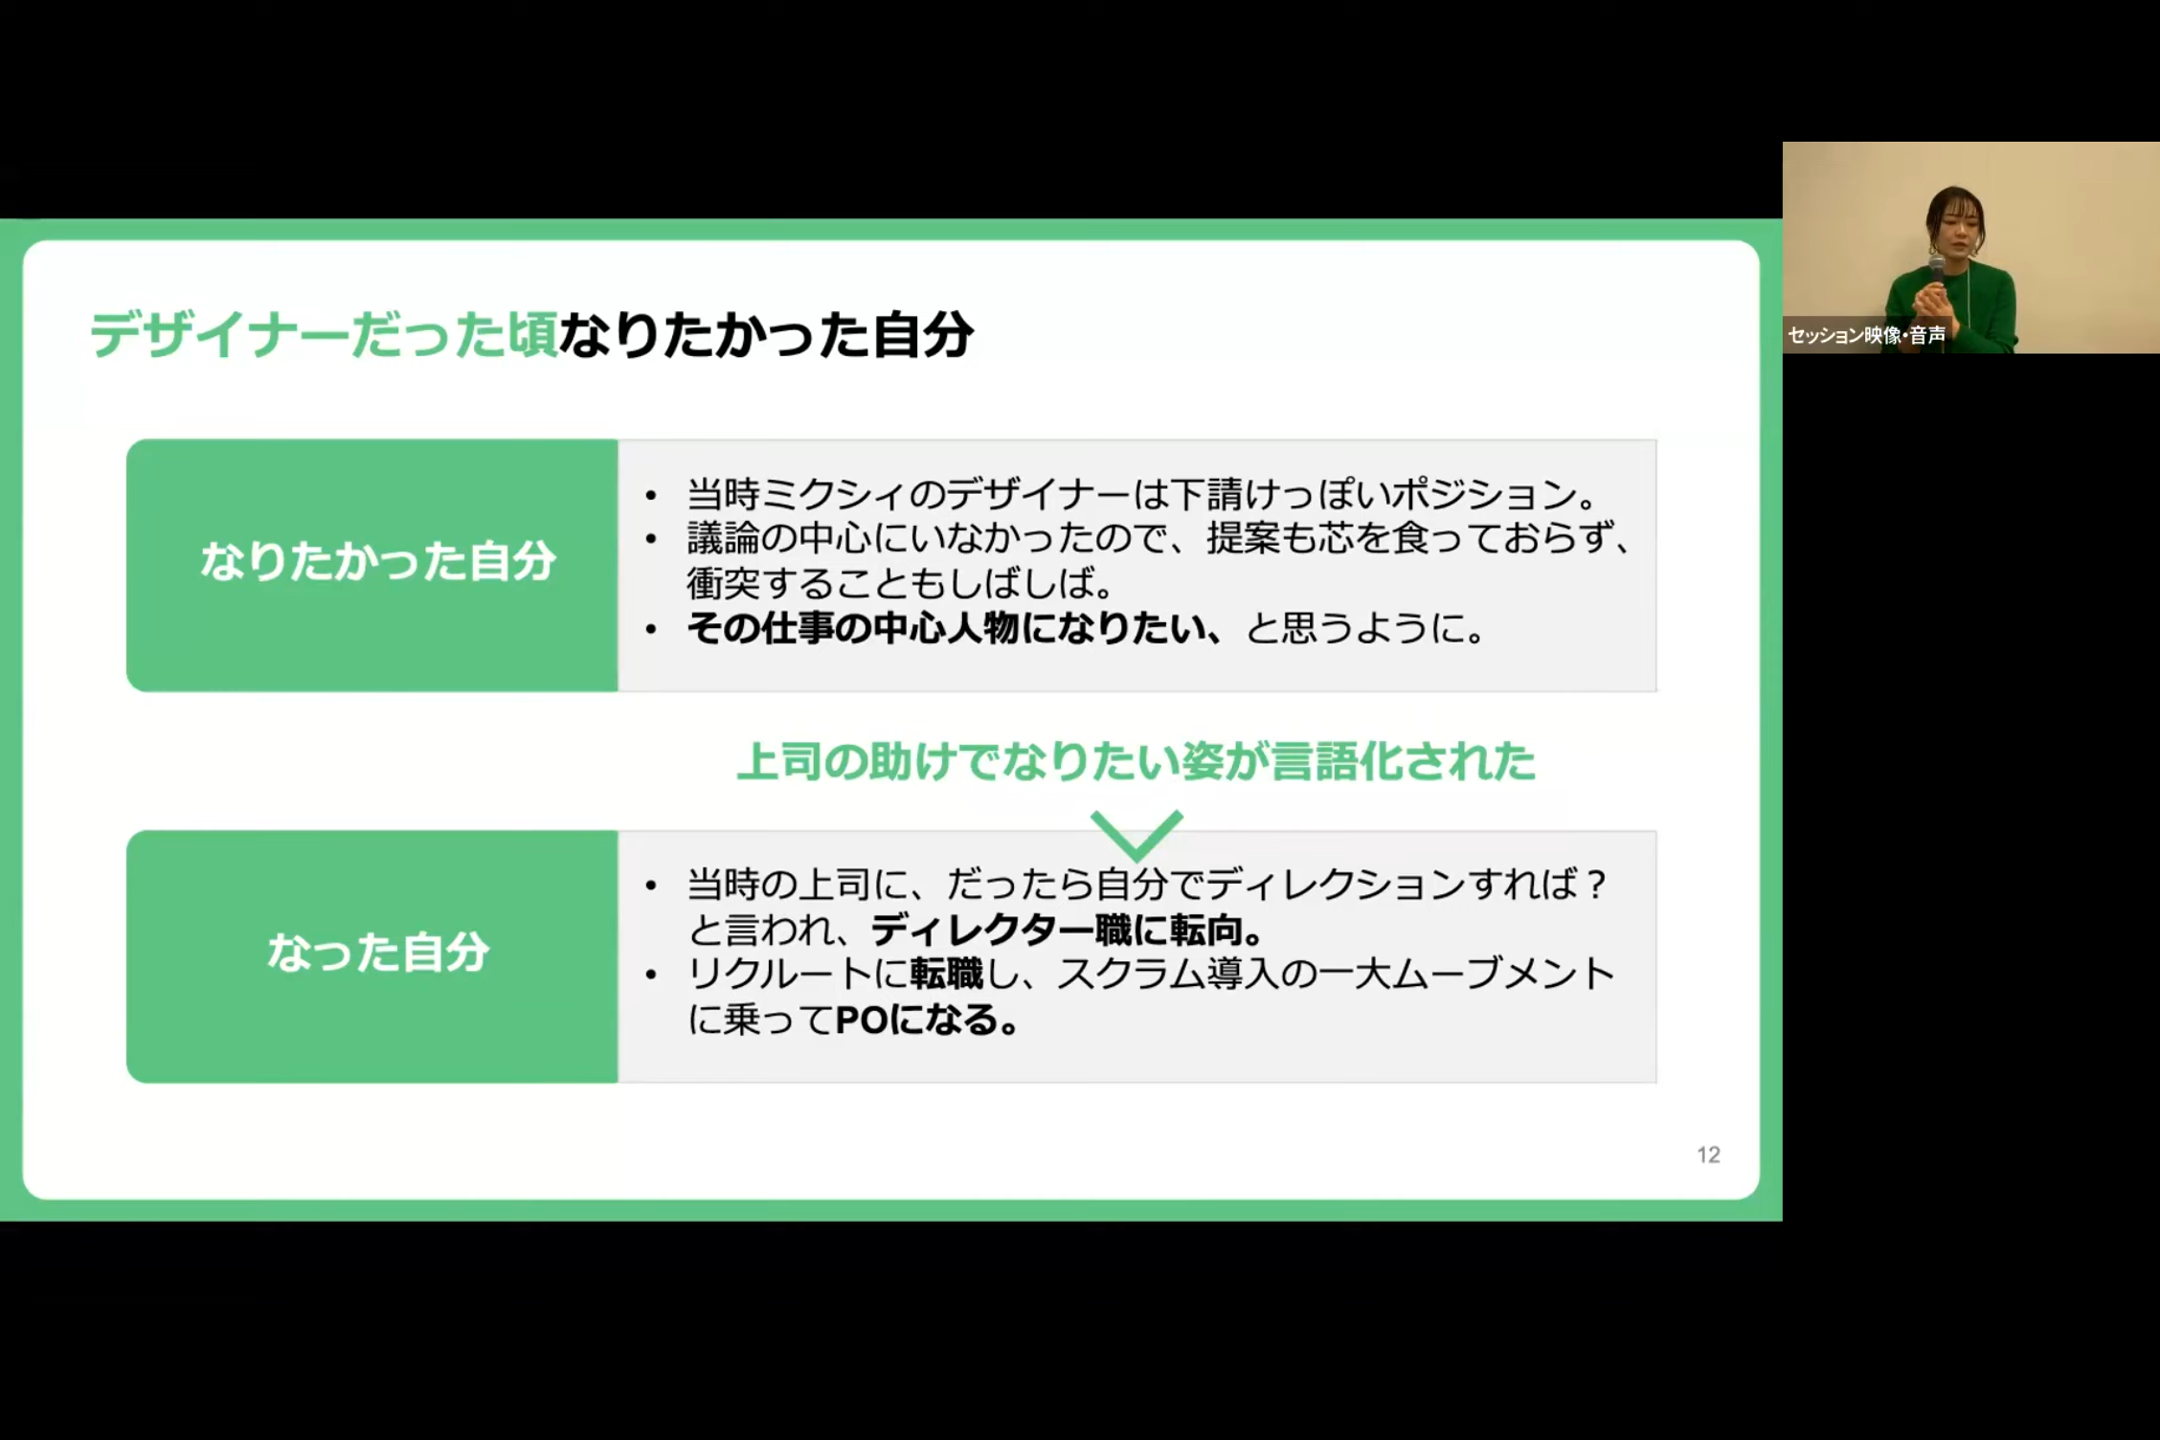 デザイナーだった頃なりたかった自分
なりたかった自分
• 当時ミクシィのデザイナーは下請けっぽいポジション。
• 議論の中心にいなかったので、提案も芯を食っておらず、
衝突することもしばしば。
• その仕事の中心人物になりたい、と思うように。
上司の助けでなりたい姿が言語化された
なった自分
• 当時の上司に、だったら自分でディレクションすれば？
と言われ、ディレクター職に転向。
• リクルートに転職し、スクラム導入の一大ムーブメント
に乗ってPOになる。
12
セッション映像・音声